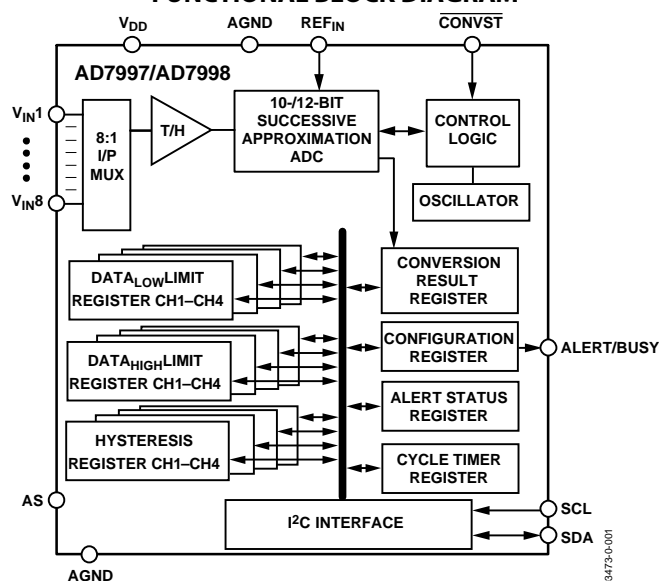 FUNCTIONAL BLOCK DIAGRAM
VDD
AGND
REFIN
CONVST
AD7997/AD7998
VIN1
VIN8
8:1
I/P
MUX
T/H
10-/12-BIT
SUCCESSIVE
APPROXIMATION
ADC
CONTROL
LOGIC
OSCILLATOR
DATALOWLIMIT
REGISTER CH1–CH4
CONVERSION
RESULT
REGISTER
DATAHIGHLIMIT
REGISTER CH1–CH4
CONFIGURATION
REGISTER
ALERT/BUSY
ALERT STATUS
REGISTER
HYSTERESIS
REGISTER CH1–CH4
CYCLE TIMER
REGISTER
AS
I2C INTERFACE
SCL
SDA
AGND
3473-0-001